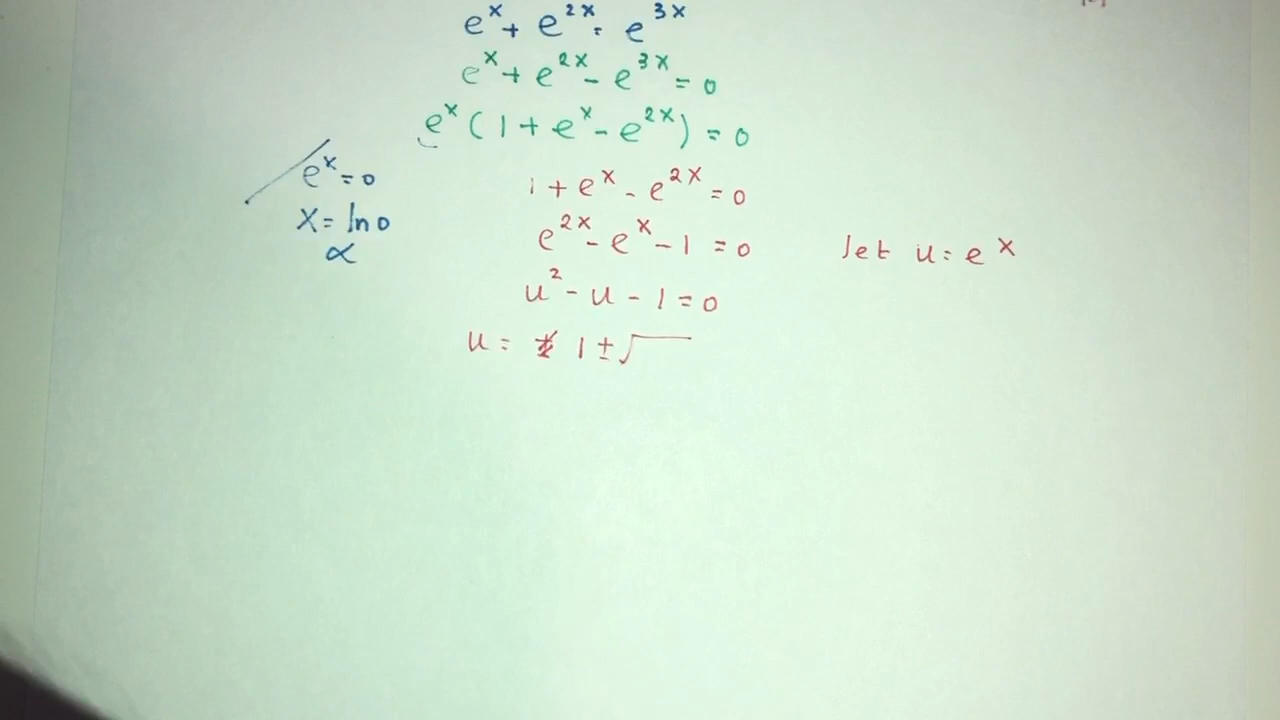 e^x + e^2x = e^3x
e^x + e^2x - e^3x = 0
e^x (1 + e^x - e^2x) = 0
e^x = 0
x = ln 0
∝
1 + e^x - e^2x = 0
e^2x - e^x - 1 = 0
let u = e^x
u^2 - u - 1 = 0
u = 1 ± √